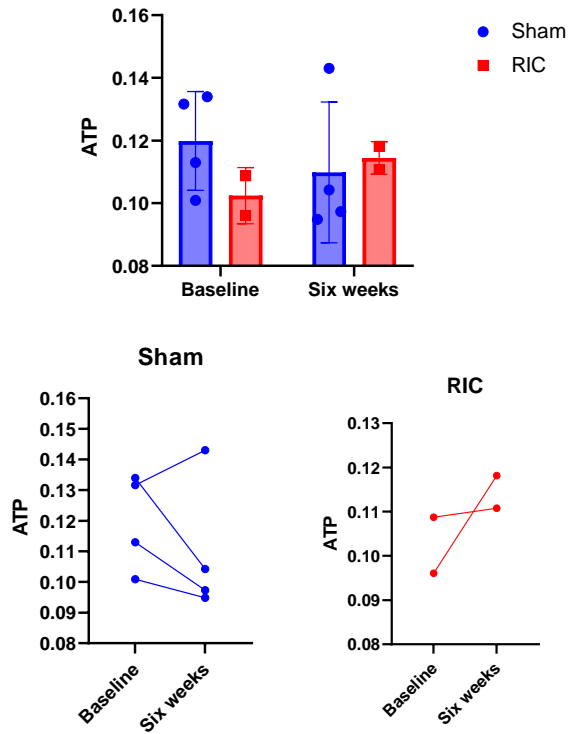 0.16
0.14
0.12
0.10
0.08
ATP
Baseline
Six weeks
Sham
RIC
Sham
0.16
0.15
0.14
0.13
0.12
0.11
0.10
0.09
0.08
ATP
Baseline
Six weeks
RIC
0.13
0.12
0.11
0.10
0.09
0.08
ATP
Baseline
Six weeks